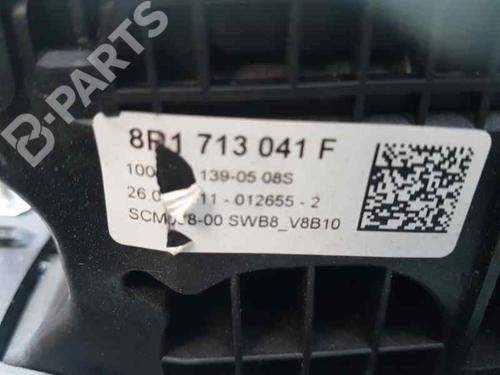 B-PARTS
8R1 713 041 F
139-05 08S
11 - 012655 - 2
SWB8_V8B10